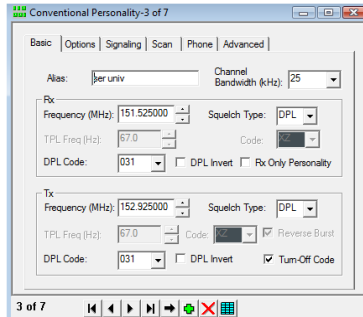 Conventional Personality-3 of 7
Basic Options Signaling Scan Phone Advanced
Alias: ser univ Channel Bandwidth (kHz): 25
Rx
Frequency (MHz): 151.525000 Squelch Type: DPL
TPL Freq (Hz): 67.0 Code: XZ
DPL Code: 031 DPL Invert Rx Only Personality
Tx
Frequency (MHz): 152.925000 Squelch Type: DPL
TPL Freq (Hz): 67.0 Code: XZ Reverse Burst
DPL Code: 031 DPL Invert Turn-Off Code
3 of 7